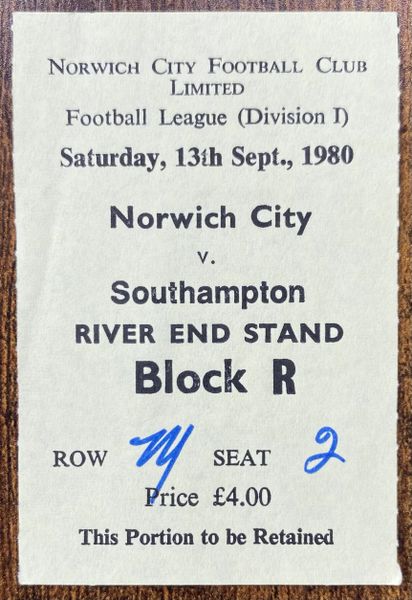 NORWICH CITY FOOTBALL CLUB
LIMITED
Football League (Division I)
Saturday, 13th Sept., 1980
Norwich City
v.
Southampton
RIVER END STAND
Block R
ROW M SEAT 2
Price £4.00
This Portion to be Retained